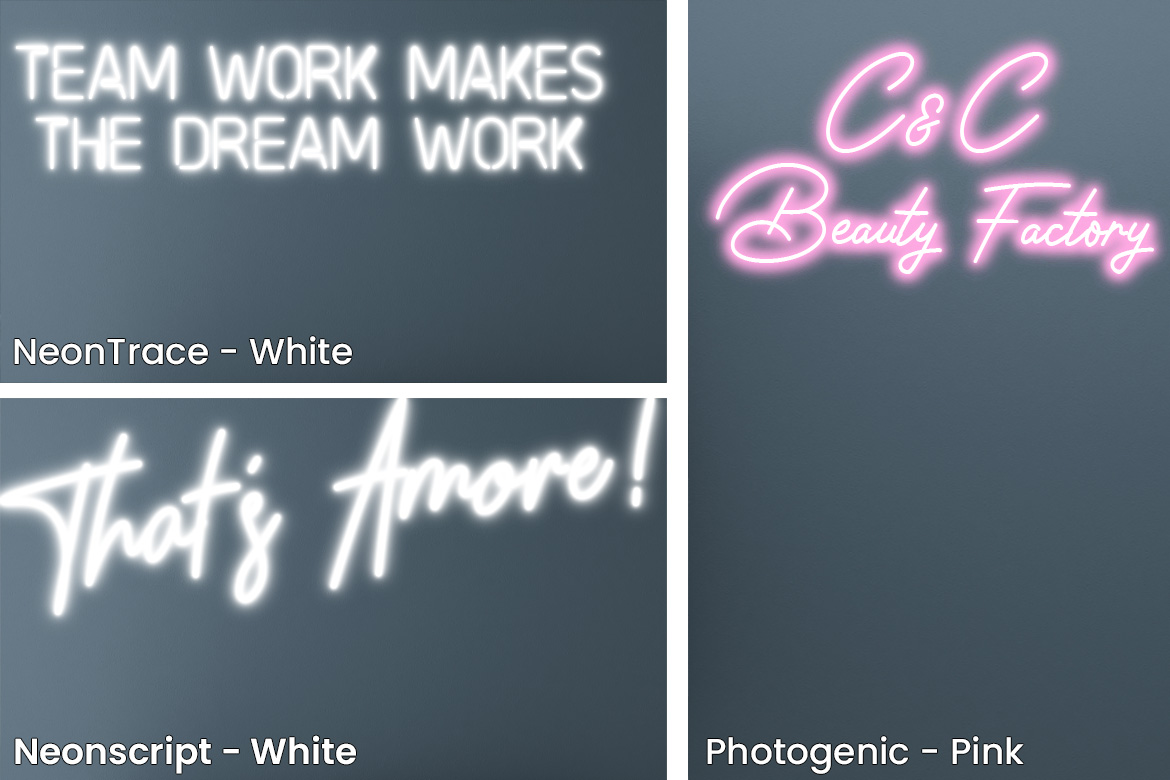 TEAM WORK MAKES
THE DREAM WORK
NeonTrace - White
That's Amore!
Neonscript - White
C&C
Beauty Factory
Photogenic - Pink